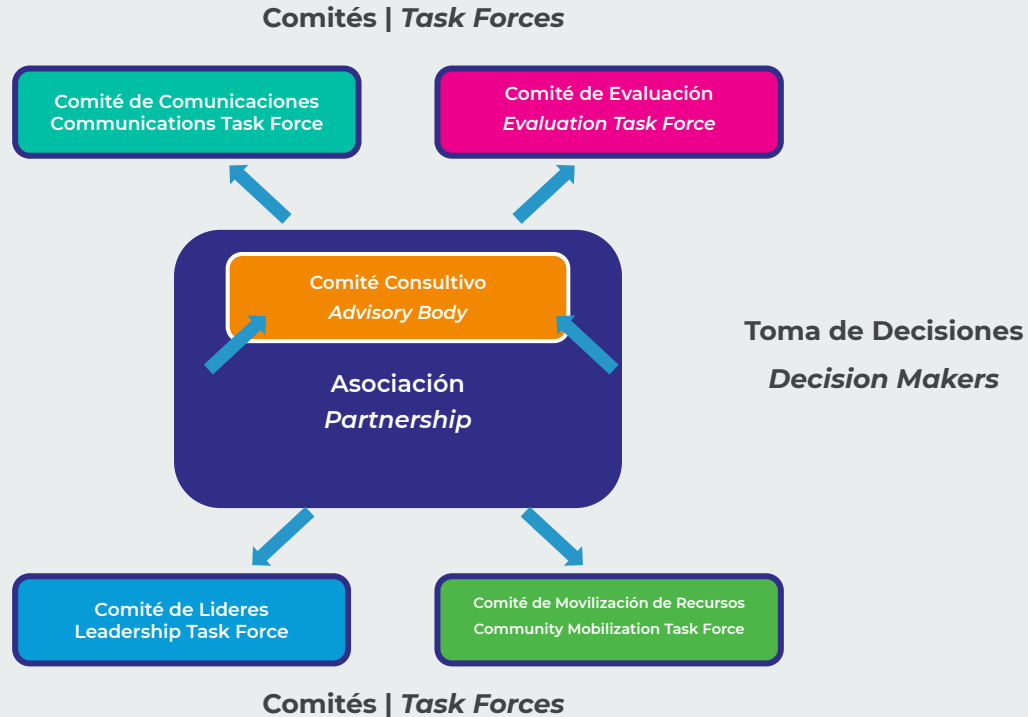 Comités | Task Forces
Comité de Comunicaciones
Communications Task Force
Comité de Evaluación
Evaluation Task Force
Comité Consultivo
Advisory Body
Asociación
Partnership
Toma de Decisiones
Decision Makers
Comité de Lideres
Leadership Task Force
Comité de Movilización de Recursos
Community Mobilization Task Force
Comités | Task Forces